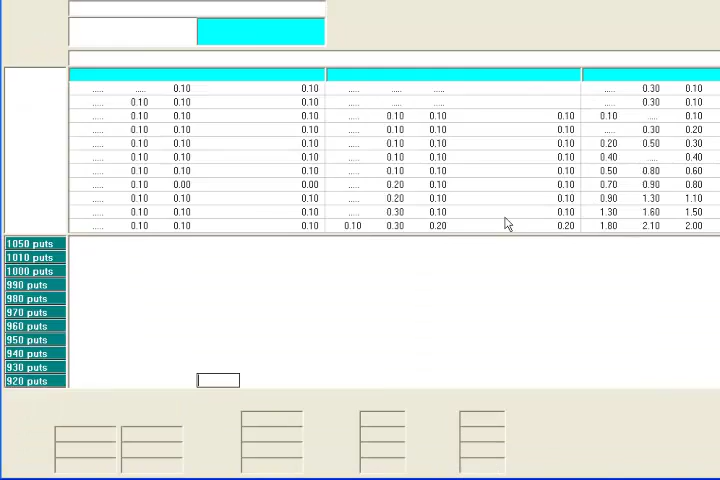 ..... ..... 0.10 0.10 ..... ..... ..... ..... 0.30 0.10
..... 0.10 0.10 0.10 ..... ..... ..... ..... 0.30 0.10
..... 0.10 0.10 0.10 ..... 0.10 0.10 0.10 0.10 ..... 0.10
..... 0.10 0.10 0.10 ..... 0.10 0.10 0.10 ..... 0.30 0.20
..... 0.10 0.10 0.10 ..... 0.10 0.10 0.10 0.20 0.50 0.30
..... 0.10 0.10 0.10 ..... 0.10 0.10 0.10 0.40 ..... 0.40
..... 0.10 0.10 0.10 ..... 0.10 0.10 0.10 0.50 0.80 0.60
..... 0.10 0.00 0.00 ..... 0.20 0.10 0.10 0.70 0.90 0.80
..... 0.10 0.10 0.10 ..... 0.20 0.10 0.10 0.90 1.30 1.10
..... 0.10 0.10 0.10 ..... 0.30 0.10 0.10 1.30 1.60 1.50
..... 0.10 0.10 0.10 0.10 0.30 0.20 0.20 1.80 2.10 2.00
1050 puts
1010 puts
1000 puts
990 puts
980 puts
970 puts
960 puts
950 puts
940 puts
930 puts
920 puts